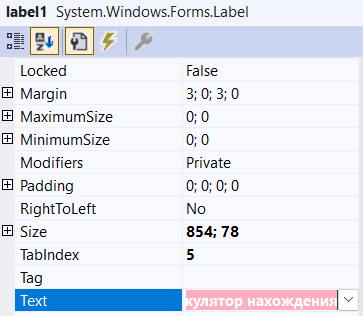 label1 System.Windows.Forms.Label
Locked False
Margin 3; 0; 3; 0
MaximumSize 0; 0
MinimumSize 0; 0
Modifiers Private
Padding 0; 0; 0; 0
RightToLeft No
Size 854; 78
TabIndex 5
Tag
Text кулятор нахождения